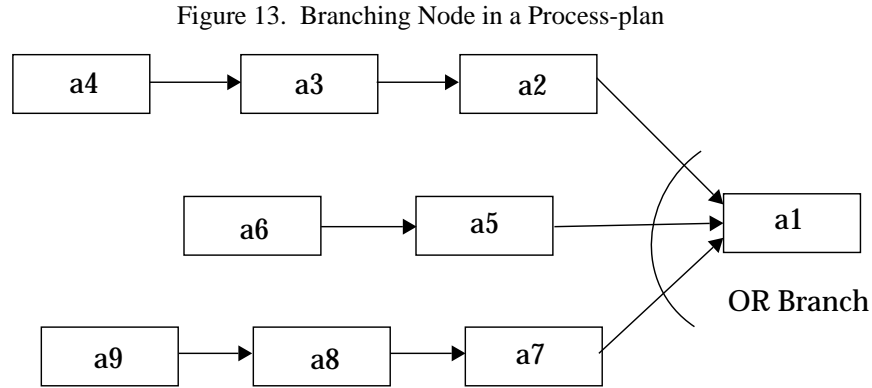 Figure 13. Branching Node in a Process-plan
a4
a3
a2
a6
a5
a1
OR Branch
a9
a8
a7